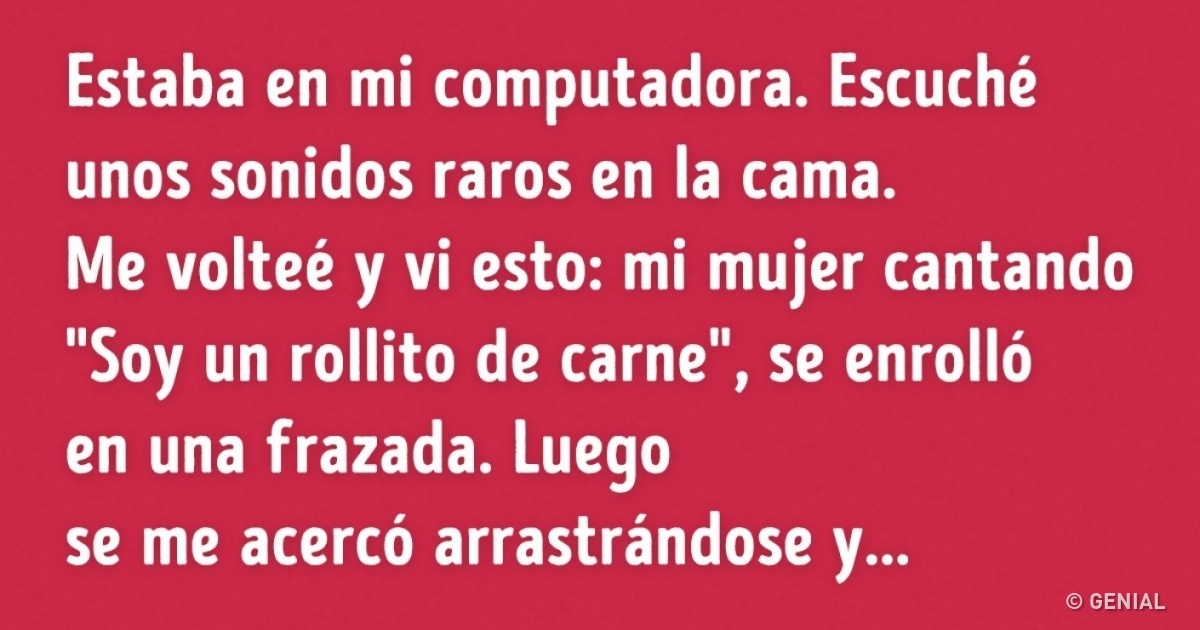 Estaba en mi computadora. Escuché
unos sonidos raros en la cama.
Me volteé y vi esto: mi mujer cantando
"Soy un rollito de carne", se enrolló
en una frazada. Luego
se me acercó arrastrándose y...
© GENIAL